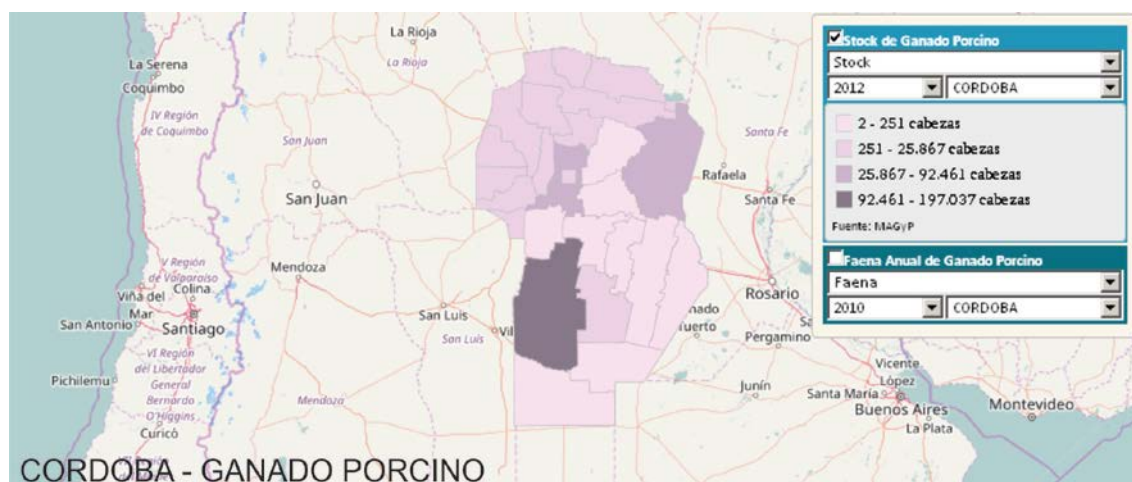 La Rioja
La Rioja
La Serena
Coquimbo
IV Región
de Coquimbo
San Juan
San Juan
Santa Fe
Rafaela
Santa Fe
V Región
de Valparaíso
Mendoza
Viña del
Mar
Colina
San Antonio
Santiago
San Luis
San Luis
Rosario
Pergamino
VI Región
del Libertador
General
Bernardo
O'Higgins
Pichilemu
Curicó
Mendoza
Junín
Vicente
López
Santa María
Buenos Aires
La Plata
Montevideo
Stock de Ganado Porcino
Stock
2012 CORDOBA
2 - 251 cabezas
251 - 25.867 cabezas
25.867 - 92.461 cabezas
92.461 - 197.037 cabezas
Fuente: MAGyP
Faena Anual de Ganado Porcino
Faena
2010 CORDOBA
CORDOBA - GANADO PORCINO